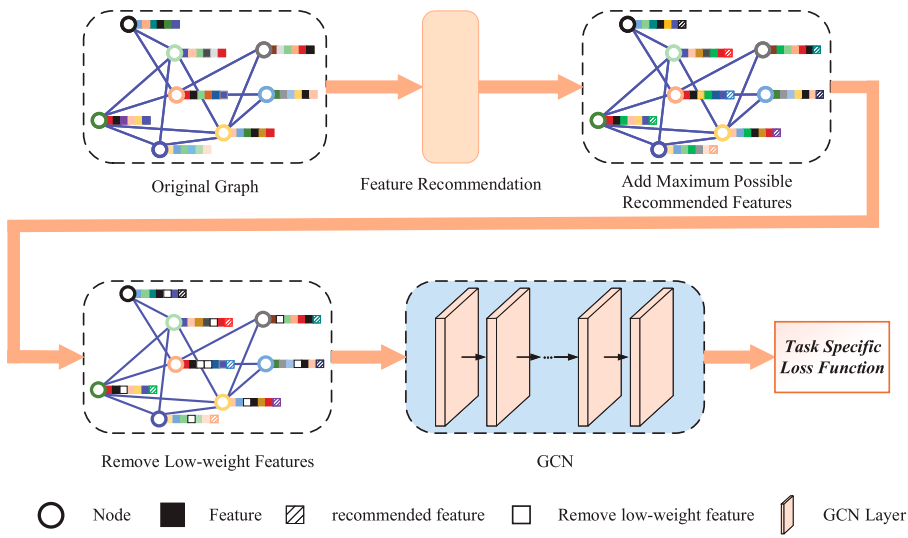 Original Graph
Feature Recommendation
Add Maximum Possible
Recommended Features
Remove Low-weight Features
GCN
Task Specific
Loss Function
Node
Feature
recommended feature
Remove low-weight feature
GCN Layer